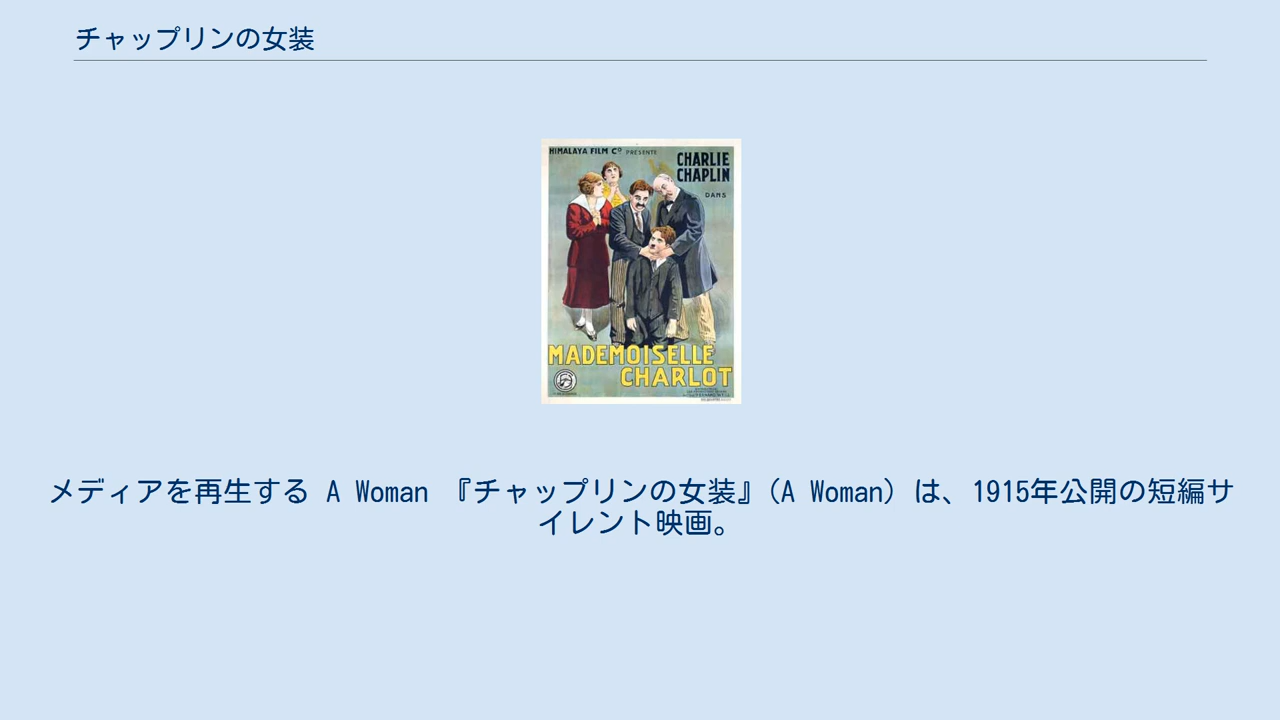 チャップリンの女装
HIMALAYA FILM Cº PRÉSENTE
CHARLIE
CHAPLIN
DANS
MADEMOISELLE
CHARLOT
メディアを再生する A Woman 『チャップリンの女装』(A Woman) は、1915年公開の短編サ
イレント映画。